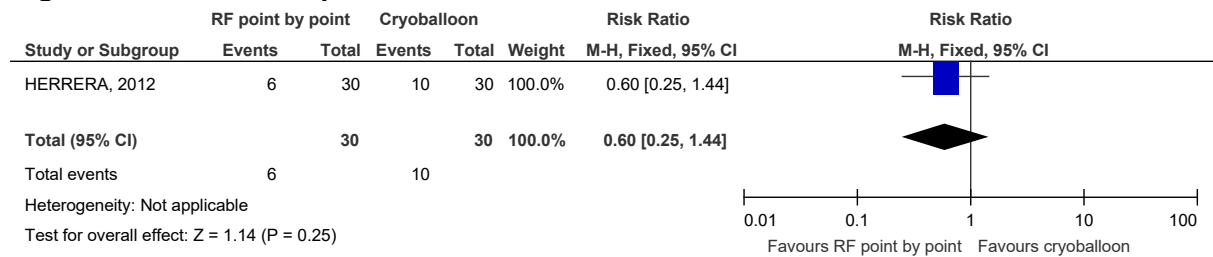 RF point by point Cryoballoon Risk Ratio Risk Ratio
Study or Subgroup Events Total Events Total Weight M-H, Fixed, 95% CI M-H, Fixed, 95% CI
HERRERA, 2012 6 30 10 30 100.0% 0.60 [0.25, 1.44]
Total (95% CI) 30 30 100.0% 0.60 [0.25, 1.44]
Total events 6 10
Heterogeneity: Not applicable
Test for overall effect: Z = 1.14 (P = 0.25)
0.01 0.1 1 10 100
Favours RF point by point Favours cryoballoon